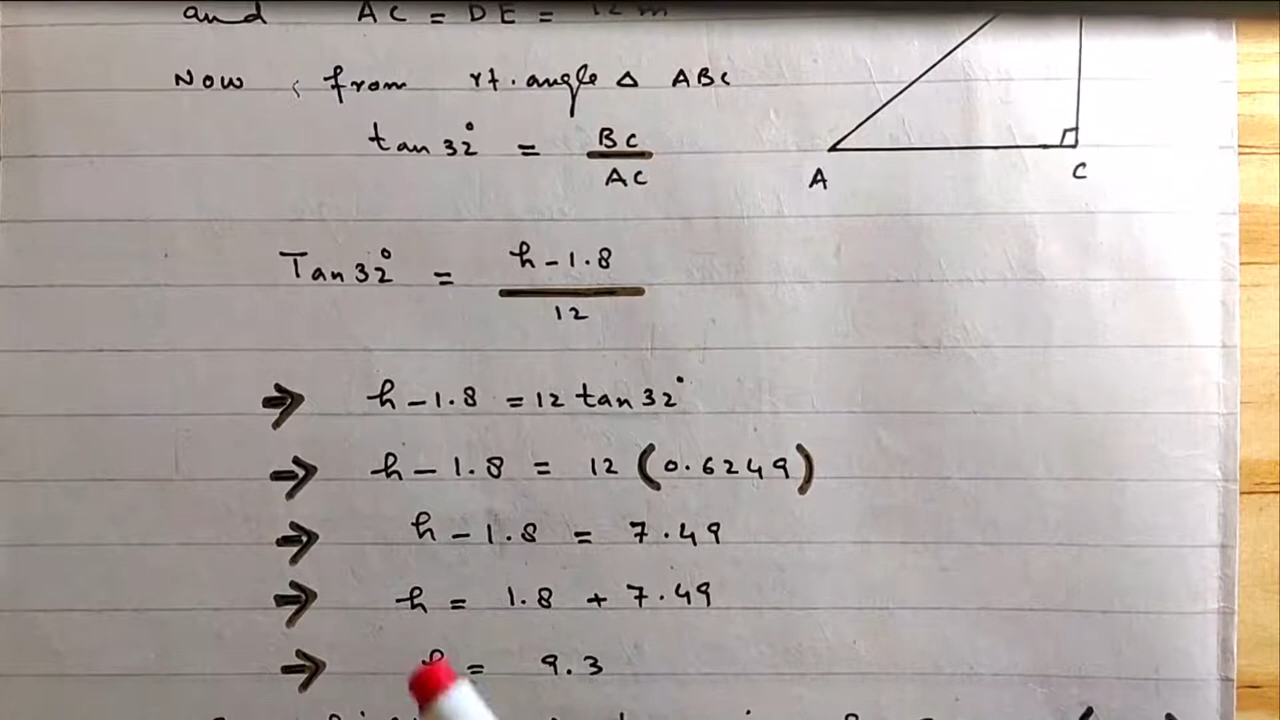 and AC = DE = 12m
Now , from rt. angle Δ ABC
tan 32° = BC
AC
A
C
Tan 32° = h - 1.8
12
⇒ h - 1.8 = 12 tan 32°
⇒ h - 1.8 = 12 (0.6249)
⇒ h - 1.8 = 7.49
⇒ h = 1.8 + 7.49
⇒ = 9.3